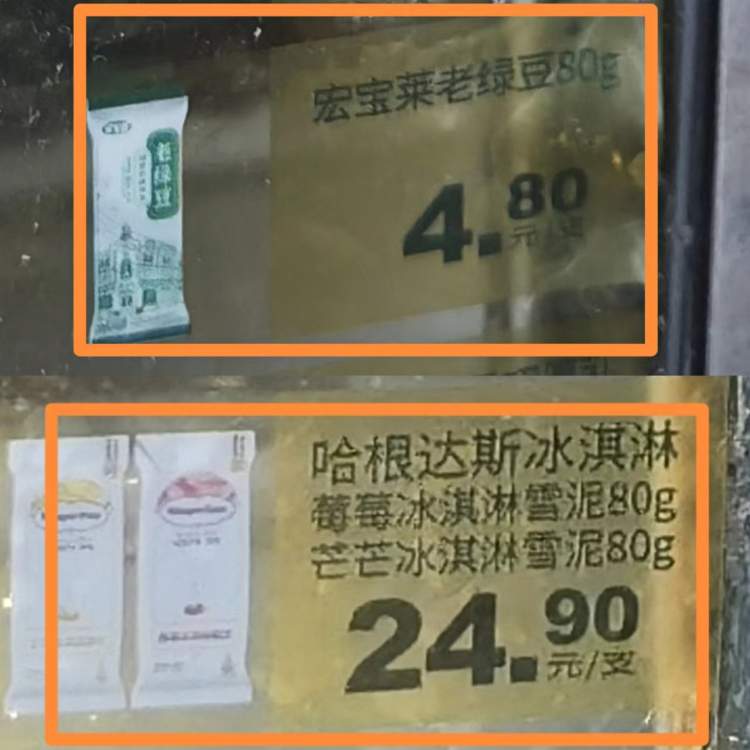 宏宝莱老绿豆80g
老绿豆
4.80
元/支
哈根达斯冰淇淋
莓莓冰淇淋雪泥80g
芒芒冰淇淋雪泥80g
24.90
元/支